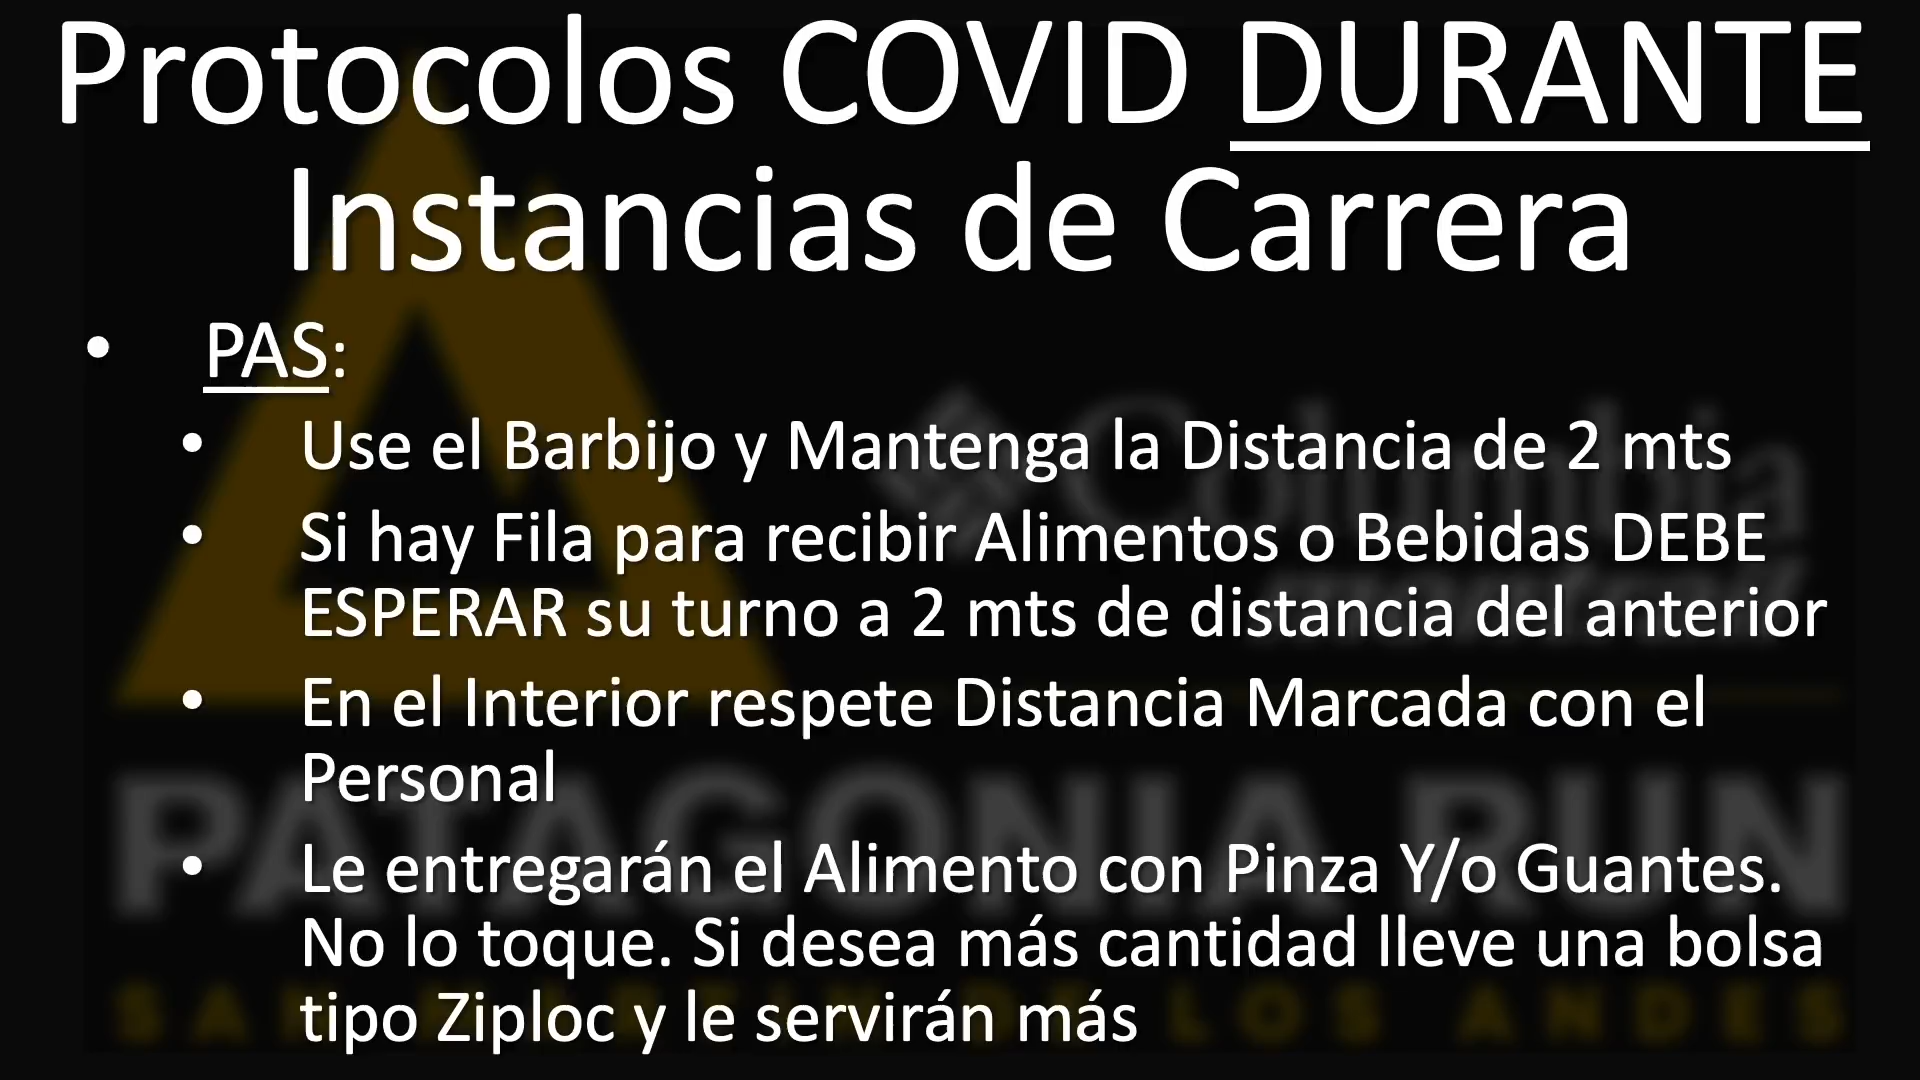 Protocolos COVID DURANTE
Instancias de Carrera
• PAS:
• Use el Barbijo y Mantenga la Distancia de 2 mts
• Si hay Fila para recibir Alimentos o Bebidas DEBE
ESPERAR su turno a 2 mts de distancia del anterior
• En el Interior respete Distancia Marcada con el
Personal
• Le entregarán el Alimento con Pinza Y/o Guantes.
No lo toque. Si desea más cantidad lleve una bolsa
tipo Ziploc y le servirán más
Columbia
PATAGONIA RUN